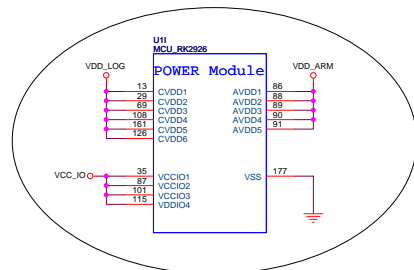 U1I
MCU_RK2926
VDD_LOG
POWER Module
VDD_ARM
13 CVDD1 AVDD1 86
29 CVDD2 AVDD2 88
69 CVDD3 AVDD3 89
108 CVDD4 AVDD4 90
161 CVDD5 AVDD5 91
126 CVDD6
VCC_IO 35 VCCIO1 VSS 177
87 VCCIO2
101 VCCIO3
115 VDDIO4